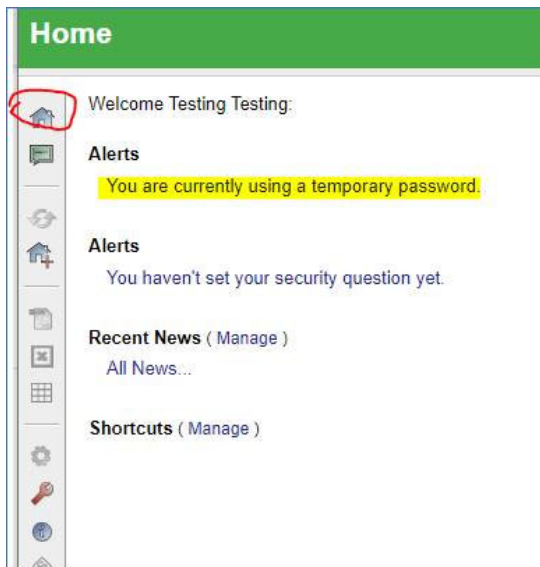 Home
Welcome Testing Testing:
Alerts
You are currently using a temporary password.
Alerts
You haven't set your security question yet.
Recent News ( Manage )
All News...
Shortcuts ( Manage )